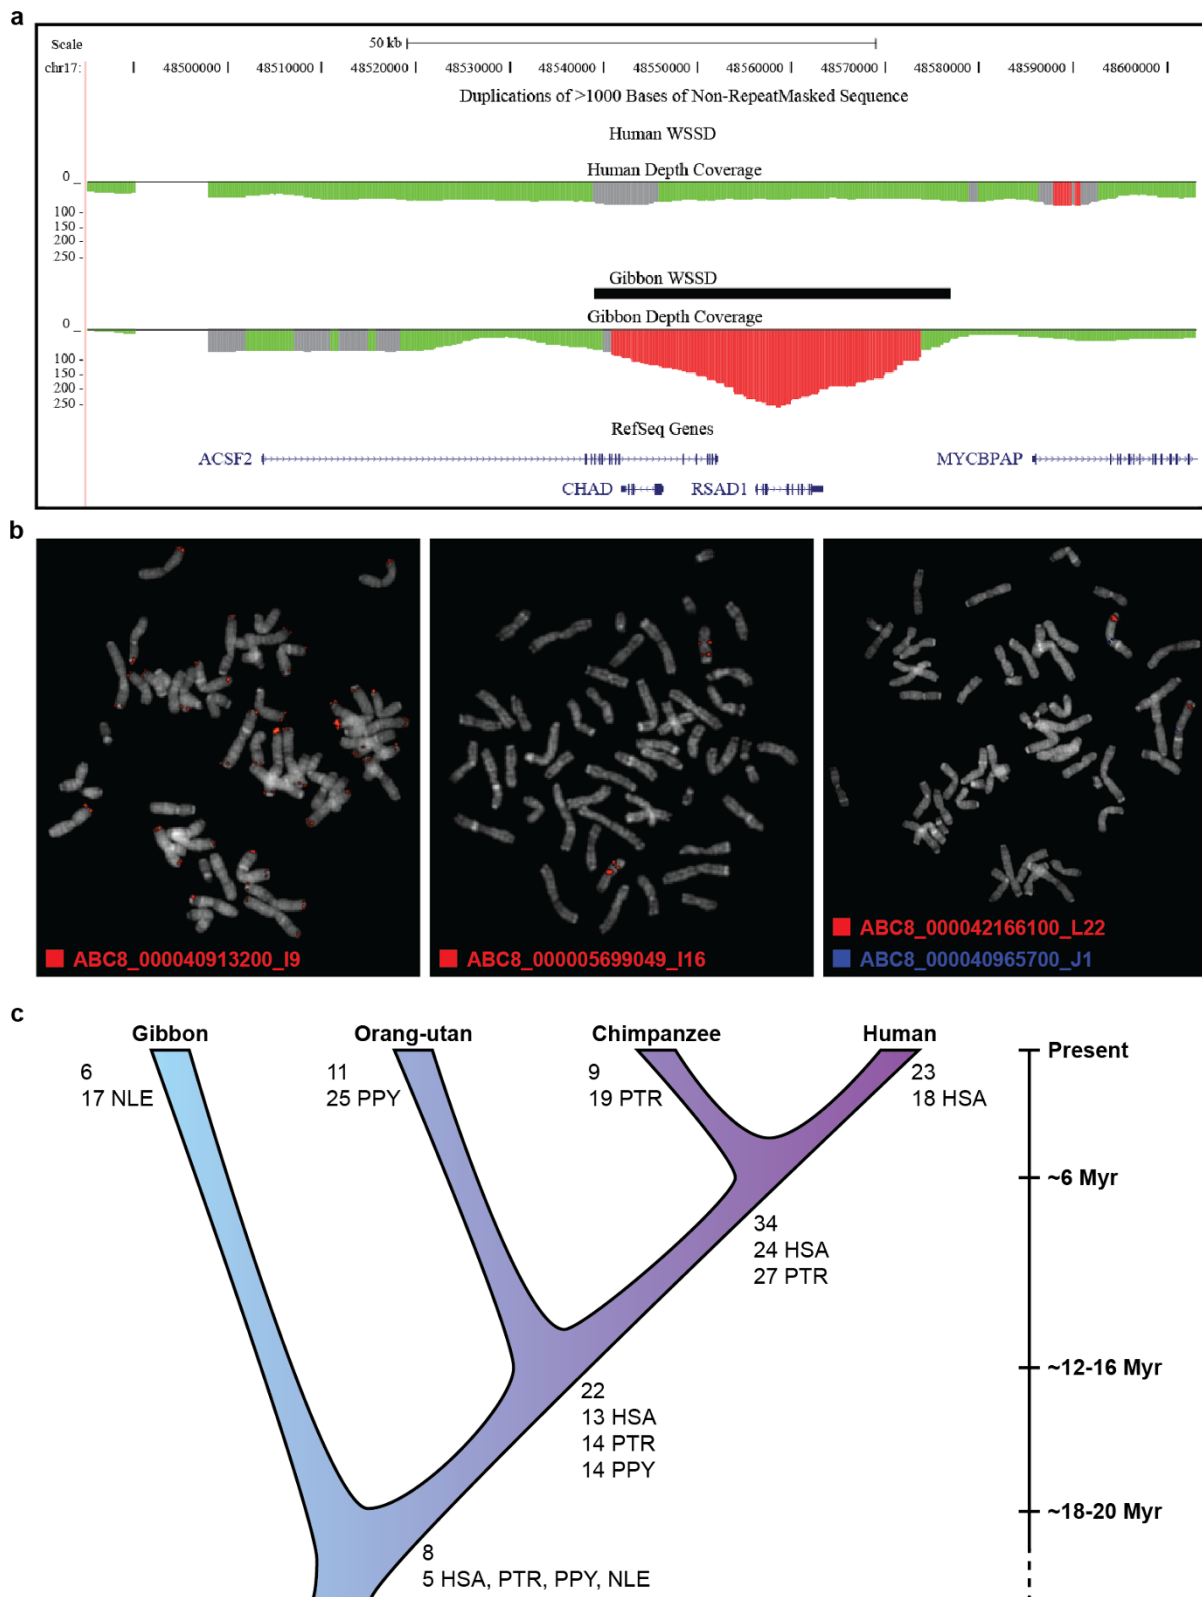 a
Scale 50 kb
chr17: 48500000 48510000 48520000 48530000 48540000 48550000 48560000 48570000 48580000 48590000 48600000
Duplications of >1000 Bases of Non-RepeatMasked Sequence
Human WSSD
Human Depth Coverage
0
100 -
150 -
200 -
250 -
Gibbon WSSD
Gibbon Depth Coverage
0
100 -
150 -
200 -
250 -
RefSeq Genes
ACSF2 MYCBPAP
CHAD RSAD1
b
ABC8_000040913200_I9
ABC8_000005699049_I16
ABC8_000042166100_L22
ABC8_000040965700_J1
c
Gibbon Orang-utan Chimpanzee Human
Present
6
17 NLE
11
25 PPY
9
19 PTR
23
18 HSA
~6 Myr
34
24 HSA
27 PTR
~12-16 Myr
22
13 HSA
14 PTR
14 PPY
~18-20 Myr
8
5 HSA, PTR, PPY, NLE